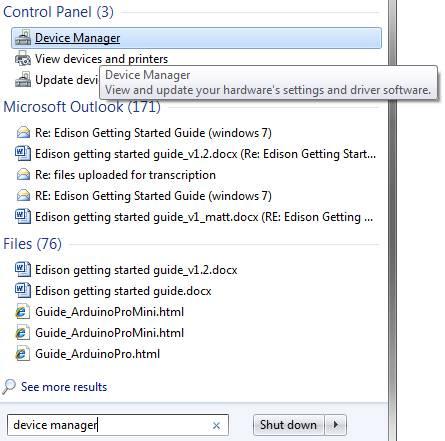 Control Panel (3)
Device Manager
View devices and printers
Update devi
Device Manager
View and update your hardware's settings and driver software.
Microsoft Outlook (171)
Re: Edison Getting Started Guide (windows 7)
Edison getting started guide_v1.2.docx (Re: Edison Getting Start...
Re: files uploaded for transcription
RE: Edison Getting Started Guide (windows 7)
Edison getting started guide_v1_matt.docx (RE: Edison Getting ...
Files (76)
Edison getting started guide_v1.2.docx
Edison getting started guide.docx
Guide_ArduinoProMini.html
Guide_ArduinoProMini.html
Guide_ArduinoPro.html
See more results
device manager
Shut down